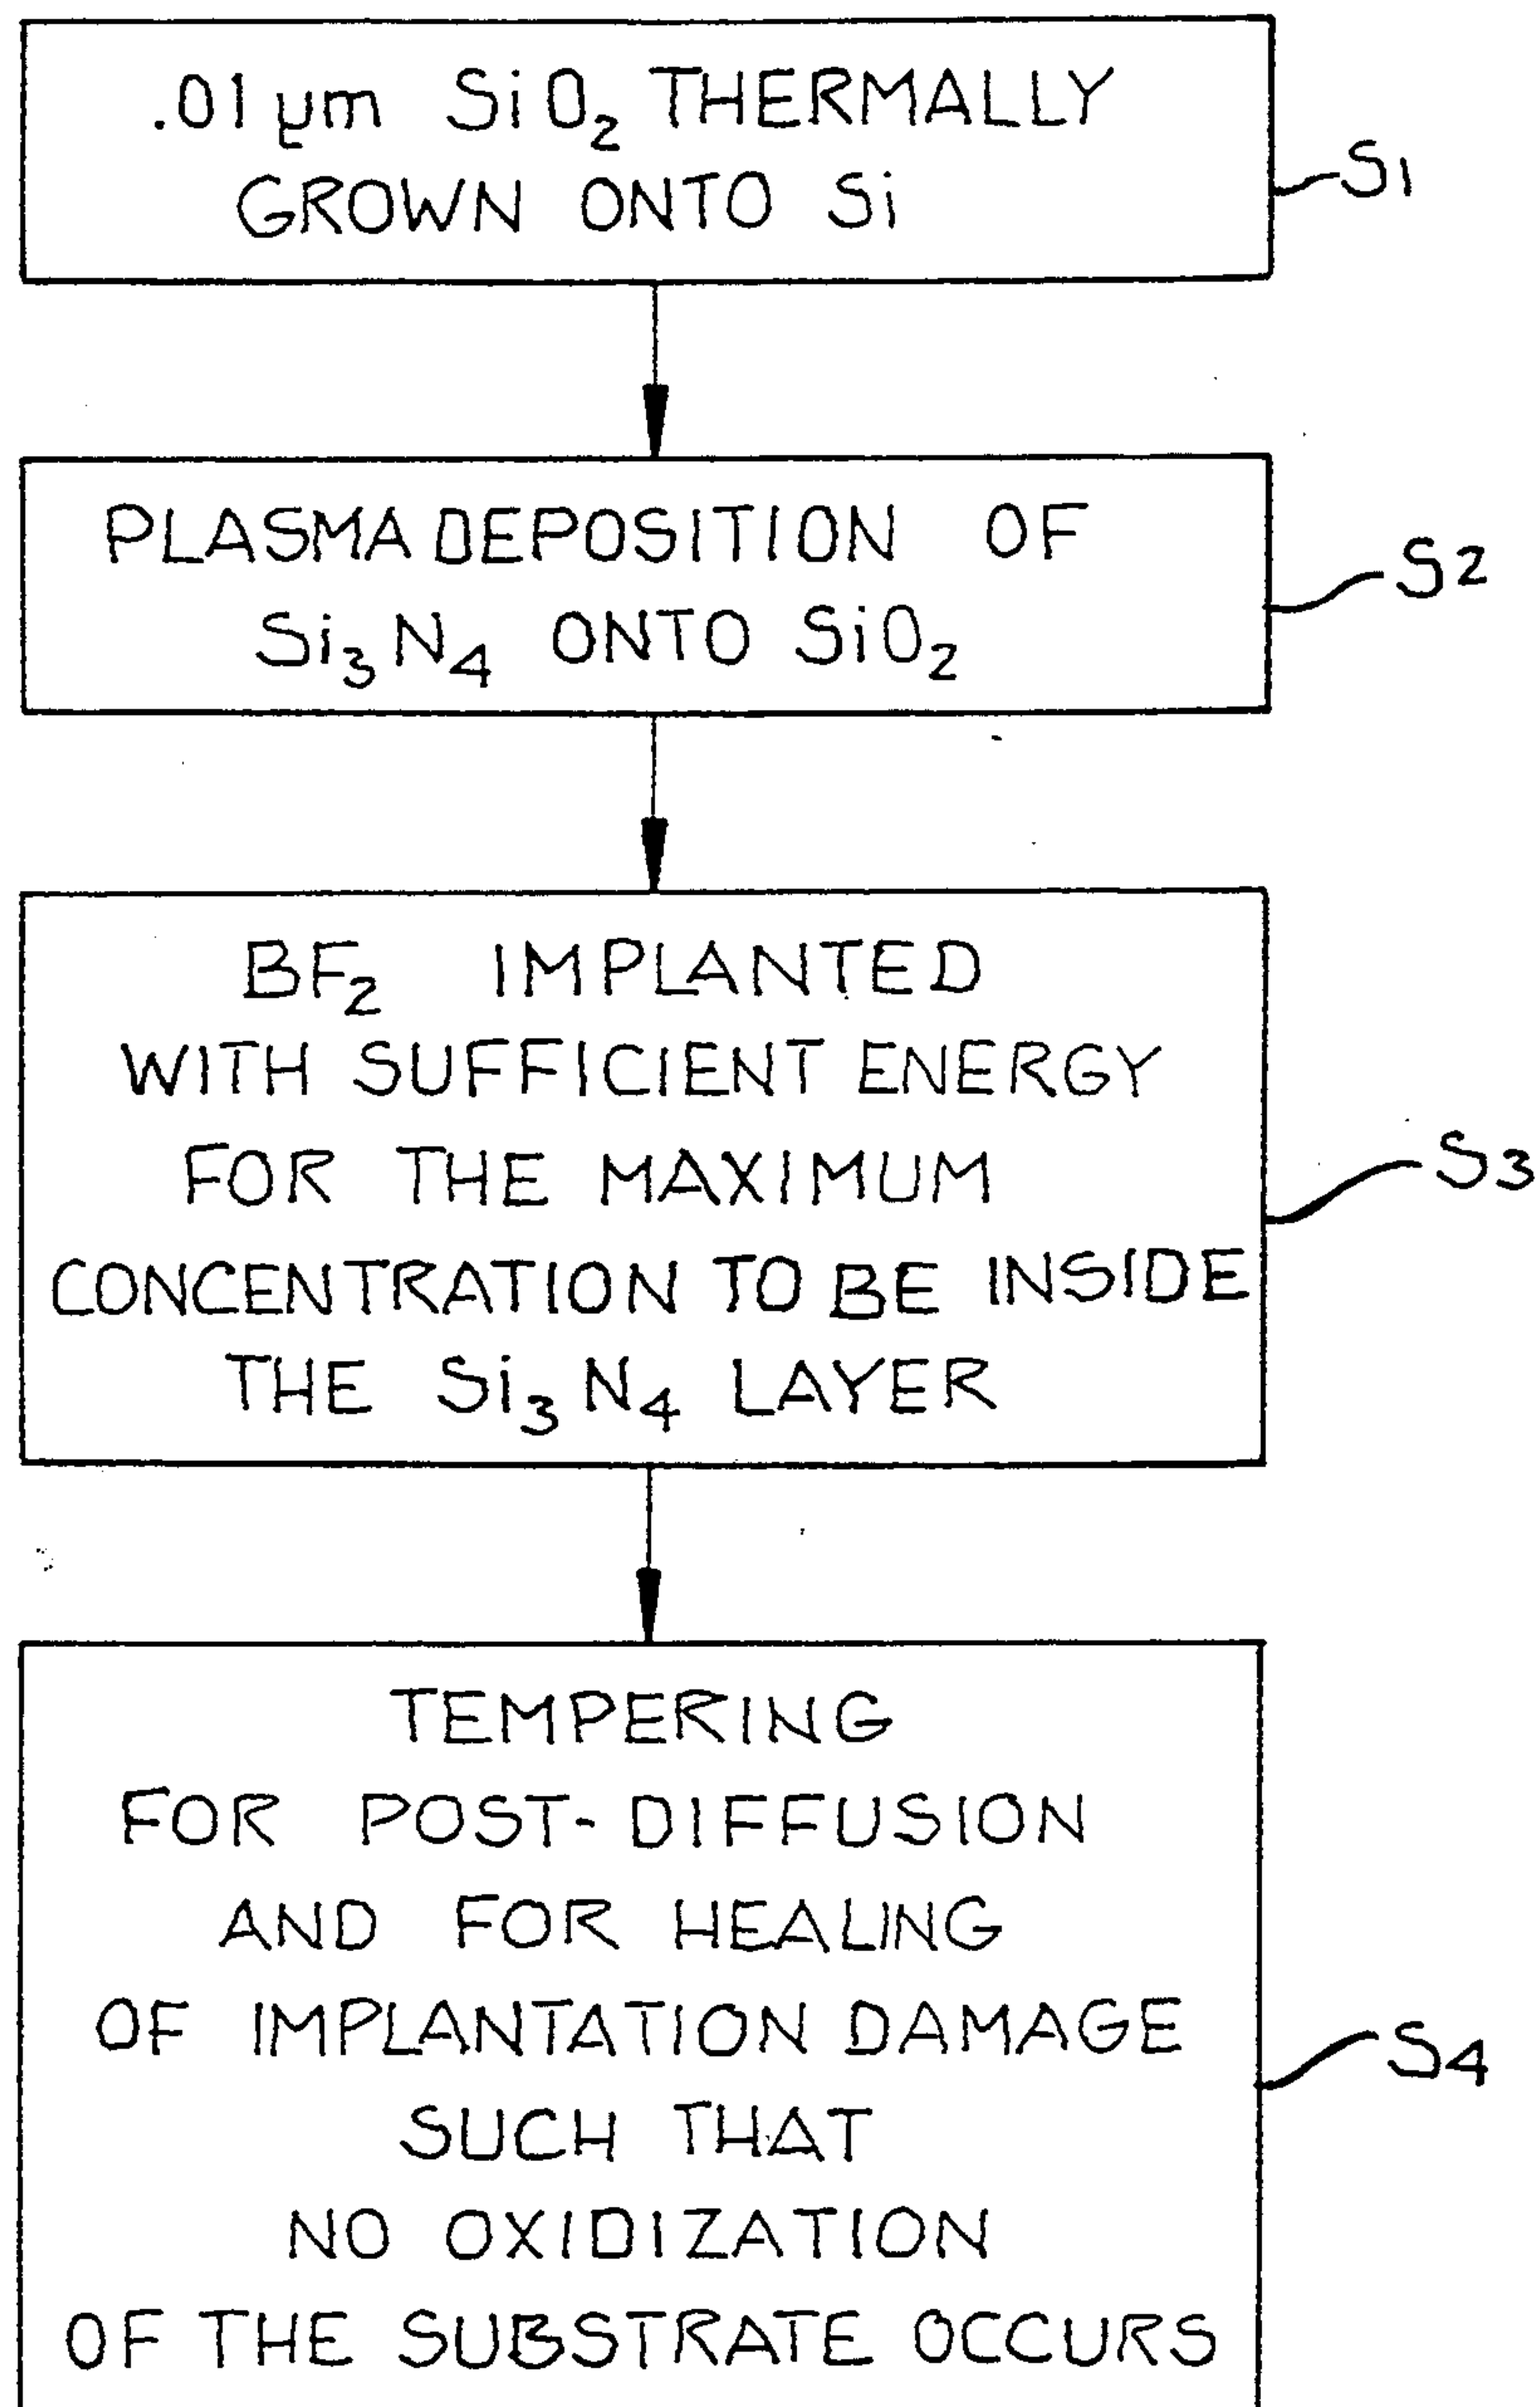 .01 µm SiO₂ THERMALLY
GROWN ONTO Si
S1
PLASMA DEPOSITION OF
Si₃N₄ ONTO SiO₂
S2
BF₂ IMPLANTED
WITH SUFFICIENT ENERGY
FOR THE MAXIMUM
CONCENTRATION TO BE INSIDE
THE Si₃N₄ LAYER
S3
TEMPERING
FOR POST-DIFFUSION
AND FOR HEALING
OF IMPLANTATION DAMAGE
SUCH THAT
NO OXIDIZATION
OF THE SUBSTRATE OCCURS
S4